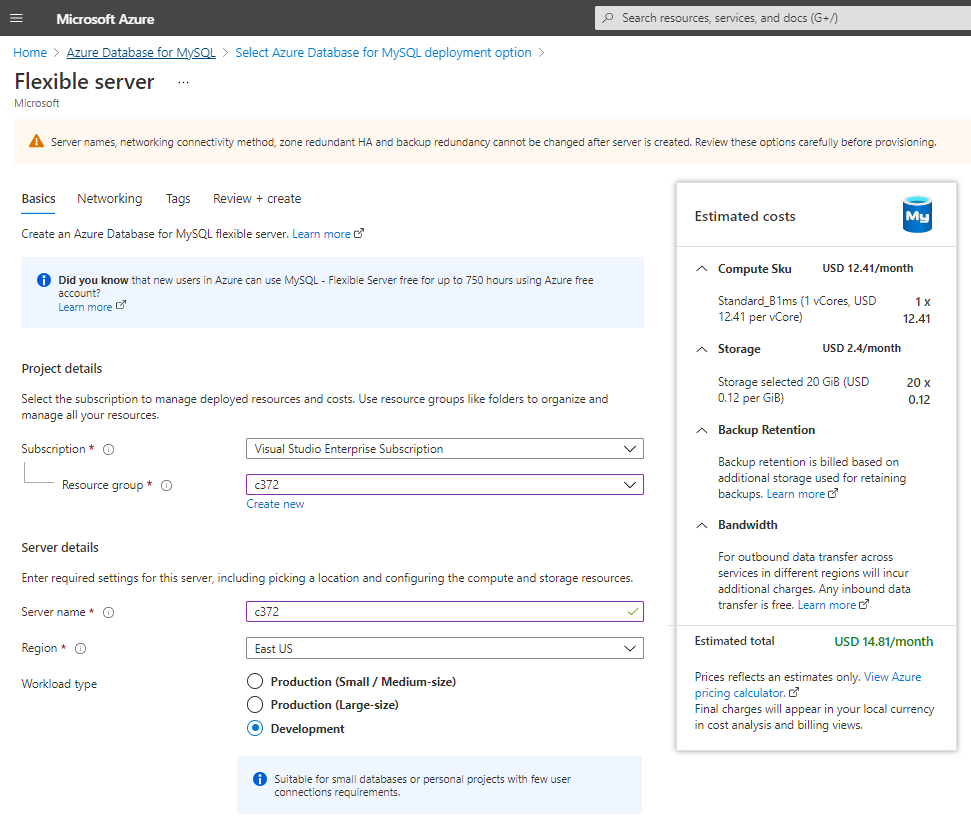 Microsoft Azure
Search resources, services, and docs (G+/)
Home > Azure Database for MySQL > Select Azure Database for MySQL deployment option >
Flexible server ...
Microsoft
Server names, networking connectivity method, zone redundant HA and backup redundancy cannot be changed after server is created. Review these options carefully before provisioning.
Basics Networking Tags Review + create
Create an Azure Database for MySQL flexible server. Learn more
Did you know that new users in Azure can use MySQL - Flexible Server free for up to 750 hours using Azure free
account?
Learn more
Project details
Select the subscription to manage deployed resources and costs. Use resource groups like folders to organize and
manage all your resources.
Subscription *
Visual Studio Enterprise Subscription
Resource group *
c372
Create new
Server details
Enter required settings for this server, including picking a location and configuring the compute and storage resources.
Server name *
c372
Region *
East US
Workload type
Production (Small / Medium-size)
Production (Large-size)
Development
Suitable for small databases or personal projects with few user
connections requirements.
Estimated costs
My
Compute Sku USD 12.41/month
Standard_B1ms (1 vCores, USD 1 x
12.41 per vCore) 12.41
Storage USD 2.4/month
Storage selected 20 GiB (USD 20 x
0.12 per GiB) 0.12
Backup Retention
Backup retention is billed based on
additional storage used for retaining
backups. Learn more
Bandwidth
For outbound data transfer across
services in different regions will incur
additional charges. Any inbound data
transfer is free. Learn more
Estimated total USD 14.81/month
Prices reflect an estimates only. View Azure
pricing calculator.
Final charges will appear in your local currency
in cost analysis and billing views.